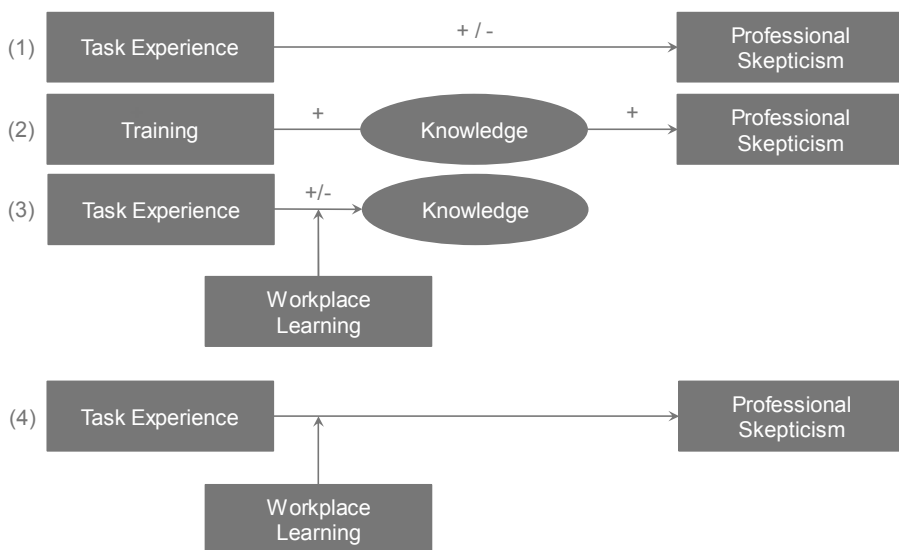 + / -
(1) Task Experience Professional
Skepticism
(2) Training + Knowledge + Professional
Skepticism
+/-
(3) Task Experience Knowledge
Workplace
Learning
(4) Task Experience Professional
Skepticism
Workplace
Learning